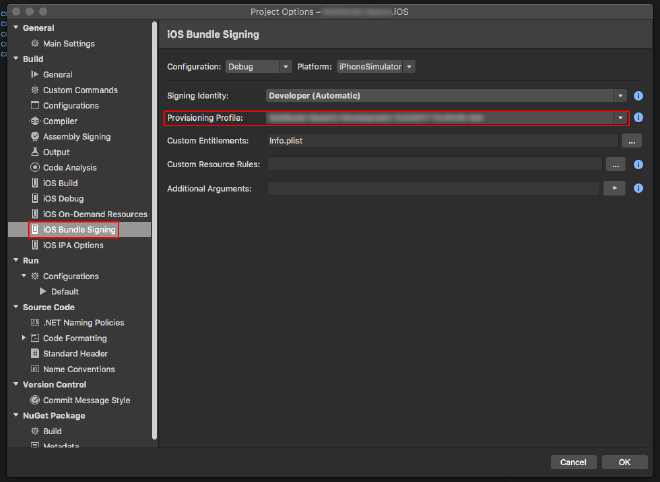 Project Options – .iOS
General
Main Settings
Build
General
Custom Commands
Configurations
Compiler
Assembly Signing
Output
Code Analysis
iOS Build
iOS Debug
iOS On-Demand Resources
iOS Bundle Signing
iOS IPA Options
Run
Configurations
Default
Source Code
.NET Naming Policies
Code Formatting
Standard Header
Name Conventions
Version Control
Commit Message Style
NuGet Package
Build
Metadata
iOS Bundle Signing
Configuration: Debug Platform: iPhoneSimulator
Signing Identity: Developer (Automatic)
Provisioning Profile:
Custom Entitlements: Info.plist ...
Custom Resource Rules: ...
Additional Arguments:
Cancel OK